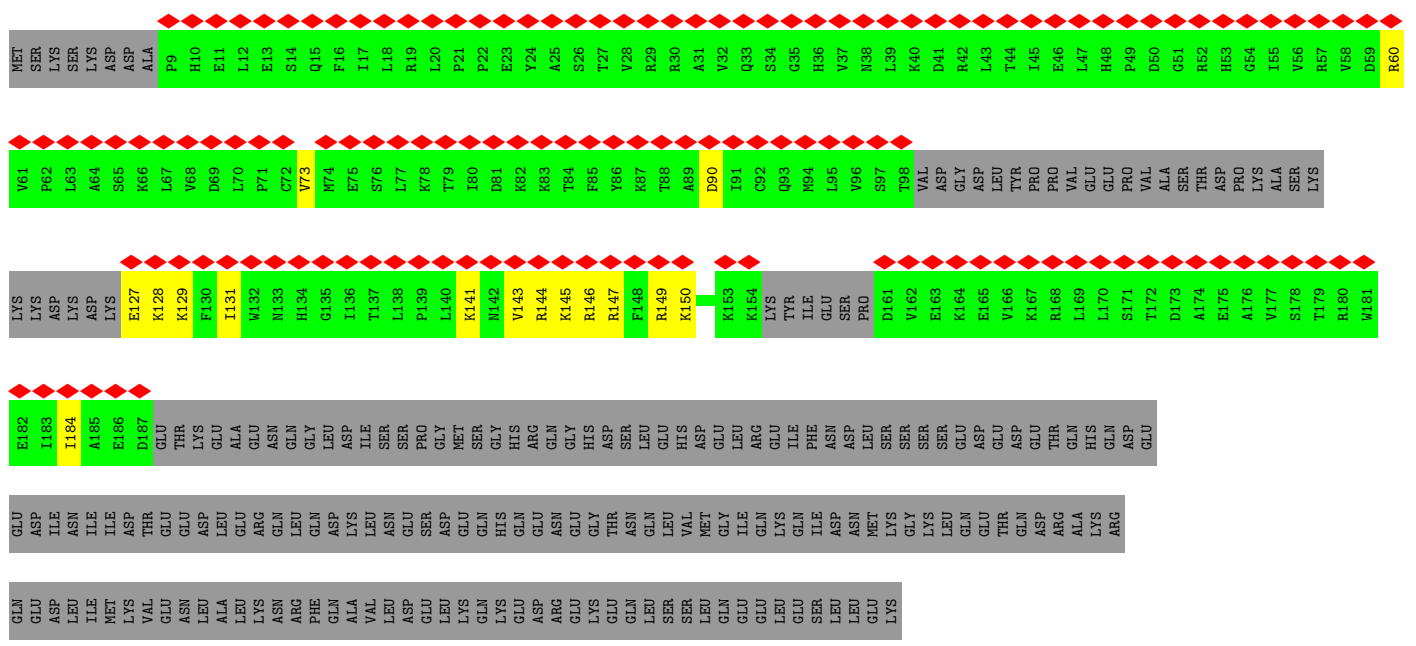 MET SER LYS SER LYS ASP ASP ALA P9 H10 E11 L12 E13 S14 Q15 F16 I17 L18 R19 L20 P21 P22 E23 Y24 A25 S26 T27 V28 R29 R30 A31 V32 Q33 S34 G35 H36 V37 N38 L39 K40 D41 R42 L43 T44 I45 E46 L47 H48 P49 D50 G51 R52 H53 G54 I55 V56 R57 V58 D59 R60
V61 P62 L63 A64 S65 K66 L67 V68 D69 L70 P71 C72 V73 M74 E75 S76 L77 K78 T79 I80 D81 K82 K83 T84 F85 Y86 K87 T88 A89 D90 I91 C92 Q93 M94 L95 V96 S97 T98 VAL ASP GLY ASP LEU TYR PRO PRO VAL GLU GLU PRO VAL ALA SER THR ASP PRO LYS ALA SER LYS
LYS LYS ASP LYS ASP LYS E127 K128 K129 F130 I131 W132 N133 H134 G135 I136 T137 L138 P139 L140 K141 N142 V143 R144 K145 R146 R147 F148 R149 K150 K153 K154 LYS TYR ILE GLU SER PRO D161 V162 E163 K164 E165 V166 K167 R168 L169 L170 S171 T172 D173 A174 E175 A176 V177 S178 T179 R180 W181
E182 I183 I184 A185 E186 D187 GLU THR LYS GLU ALA GLU ASN GLN GLY LEU ASP ILE SER SER PRO GLY MET SER GLY HIS ARG GLN GLY HIS ASP SER LEU GLU HIS ASP GLU LEU ARG GLU ILE PHE ASN ASP LEU SER SER SER SER GLU ASP GLU ASP GLU THR GLN HIS GLN ASP GLU
GLU ASP ILE ASN ILE ILE ASP THR GLU GLU ASP LEU GLU ARG GLN LEU GLN ASP LYS LEU ASN GLU SER ASP GLU GLN HIS GLN GLU ASN GLU GLY THR ASN GLN LEU VAL MET GLY ILE GLN LYS GLN ILE ASP ASN MET LYS GLY LYS LEU GLN GLU THR GLN ASP ARG ALA LYS ARG
GLN GLU ASP LEU ILE MET LYS VAL GLU ASN LEU ALA LEU LYS ASN ARG PHE GLN ALA VAL LEU ASP GLU LEU LYS GLN LYS GLU ASP ARG GLU LYS GLU GLN LEU SER SER LEU GLN GLU GLU LEU GLU SER LEU LEU GLU LYS